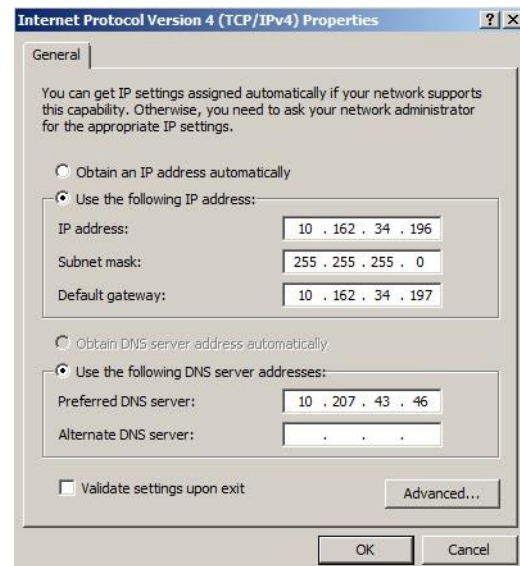 Internet Protocol Version 4 (TCP/IPv4) Properties ? X
General
You can get IP settings assigned automatically if your network supports
this capability. Otherwise, you need to ask your network administrator
for the appropriate IP settings.
Obtain an IP address automatically
Use the following IP address:
IP address: 10 . 162 . 34 . 196
Subnet mask: 255 . 255 . 255 . 0
Default gateway: 10 . 162 . 34 . 197
Obtain DNS server address automatically
Use the following DNS server addresses:
Preferred DNS server: 10 . 207 . 43 . 46
Alternate DNS server: . . .
Validate settings upon exit Advanced...
OK Cancel